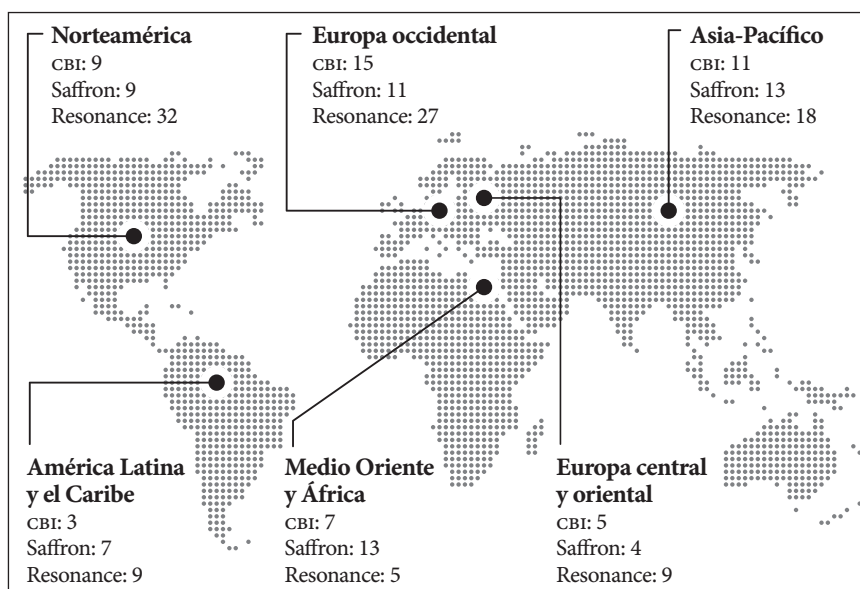 Norteamérica
CBI: 9
Saffron: 9
Resonance: 32
Europa occidental
CBI: 15
Saffron: 11
Resonance: 27
Asia-Pacífico
CBI: 11
Saffron: 13
Resonance: 18
América Latina
y el Caribe
CBI: 3
Saffron: 7
Resonance: 9
Medio Oriente
y África
CBI: 7
Saffron: 13
Resonance: 5
Europa central
y oriental
CBI: 5
Saffron: 4
Resonance: 9